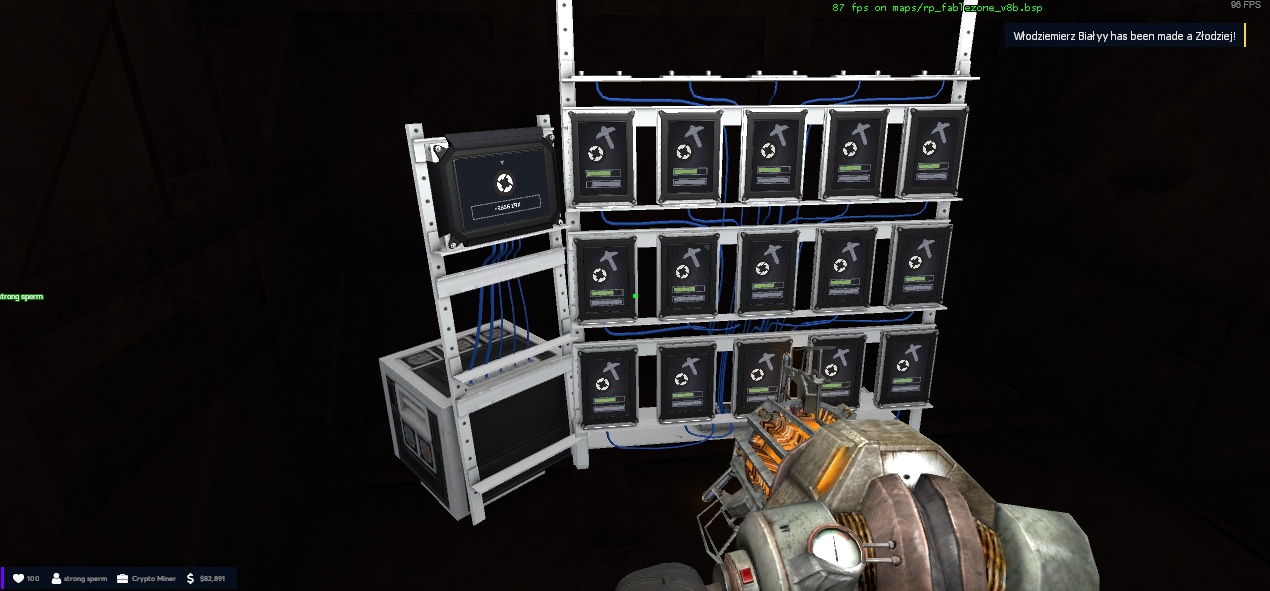 87 fps on maps/rp_fablezone_v8b.bsp
96 FPS
Włodziemierz Białyy has been made a Złodziej!
strong sperm
100
strong sperm
Crypto Miner
$
$82,891